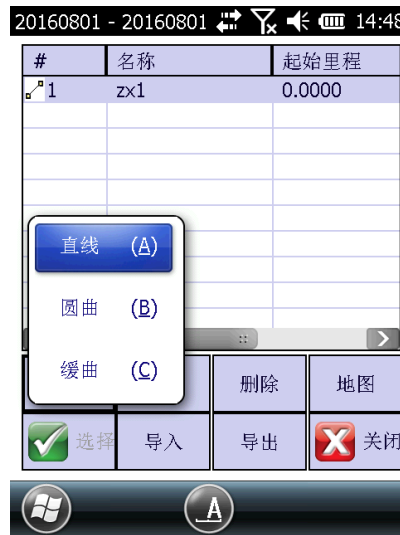 20160801 - 20160801 14:48
# 名称 起始里程
1 zx1 0.0000
直线 (A)
圆曲 (B)
缓曲 (C)
删除 地图
选择 导入 导出 关闭
A